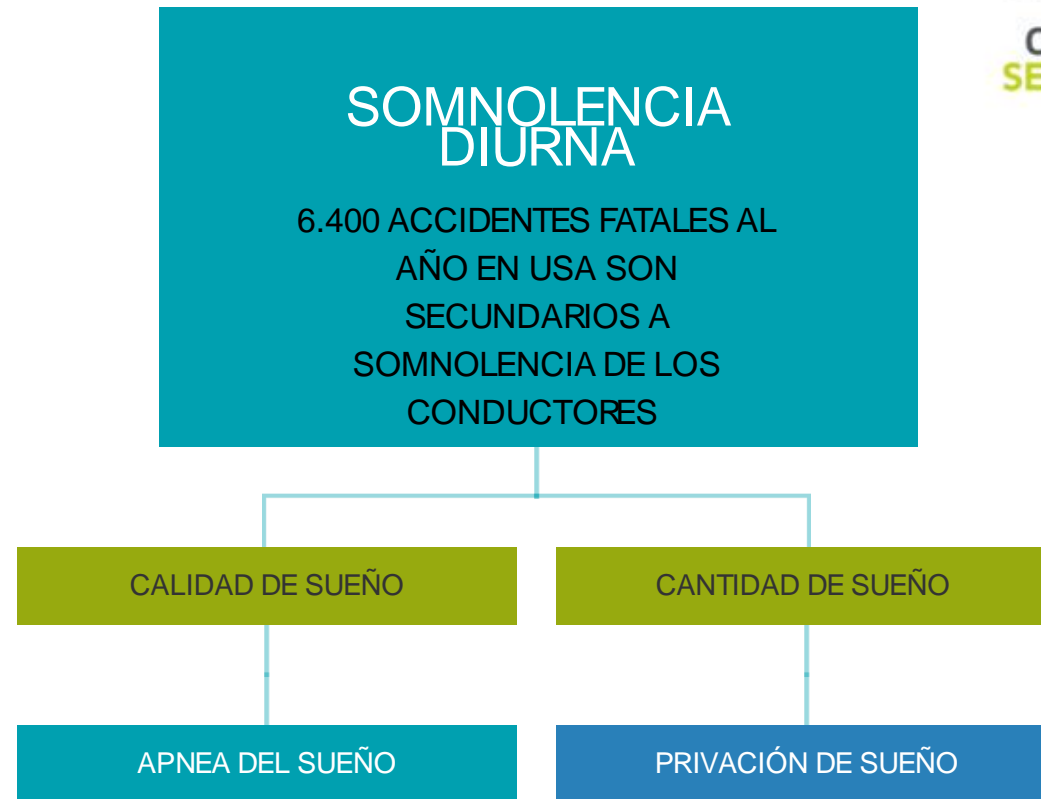 SOMNOLENCIA
DIURNA
6.400 ACCIDENTES FATALES AL
AÑO EN USA SON
SECUNDARIOS A
SOMNOLENCIA DE LOS
CONDUCTORES
CALIDAD DE SUEÑO
CANTIDAD DE SUEÑO
APNEA DEL SUEÑO
PRIVACIÓN DE SUEÑO